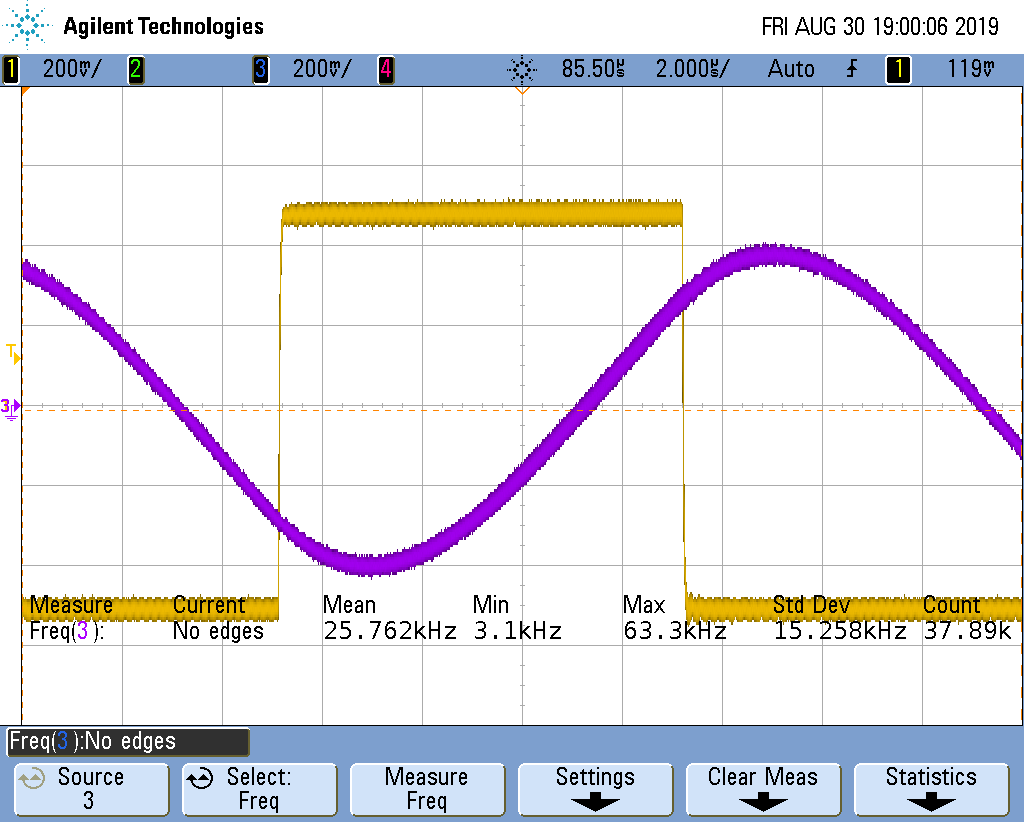 Agilent Technologies FRI AUG 30 19:00:06 2019
1 200mV/ 2 3 200mV/ 4 85.50µs 2.000µs/ Auto 1 119mV
T
3
Measure Current Mean Min Max Std Dev Count
Freq(3): No edges 25.762kHz 3.1kHz 63.3kHz 15.258kHz 37.89k
Freq(3):No edges
Source Select: Measure Settings Clear Meas Statistics
3 Freq Freq